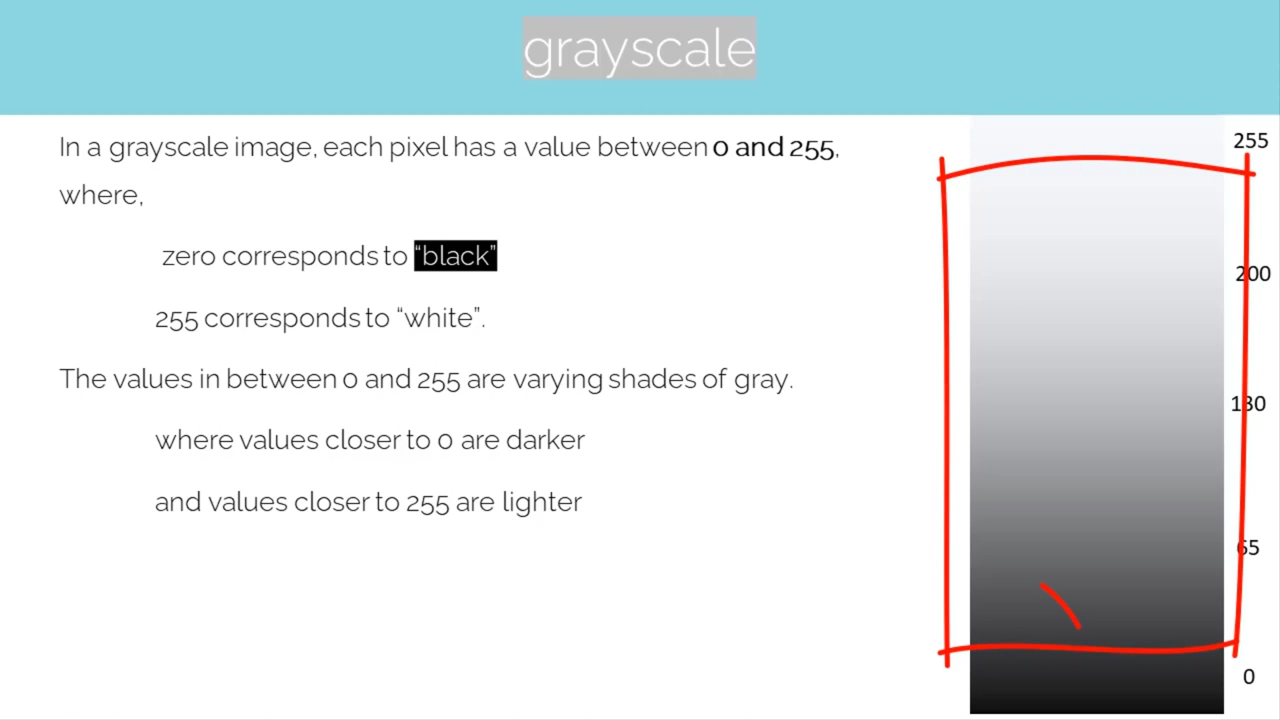 grayscale
In a grayscale image, each pixel has a value between 0 and 255,
where,
zero corresponds to “black”
255 corresponds to “white”.
The values in between 0 and 255 are varying shades of gray.
where values closer to 0 are darker
and values closer to 255 are lighter
255
200
130
65
0